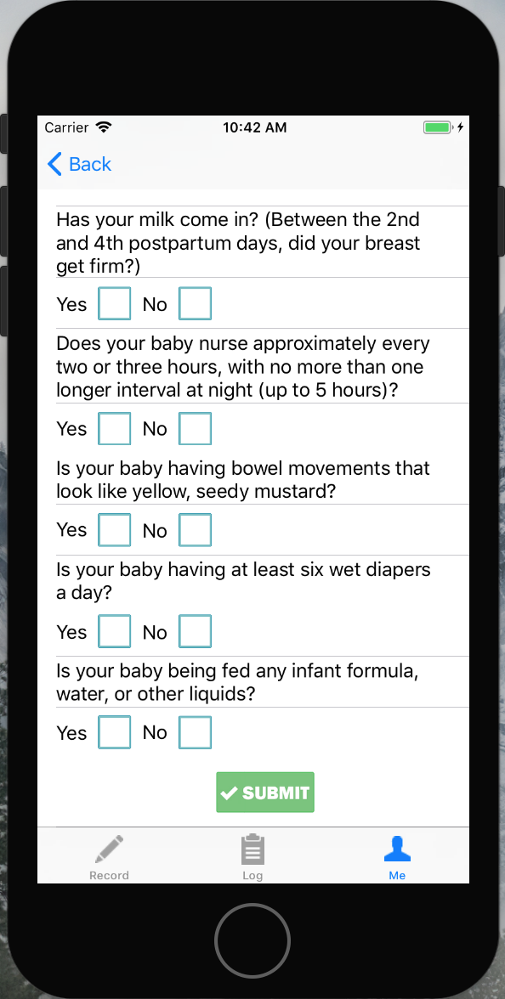 Carrier 10:42 AM
Back
Has your milk come in? (Between the 2nd
and 4th postpartum days, did your breast
get firm?)
Yes No
Does your baby nurse approximately every
two or three hours, with no more than one
longer interval at night (up to 5 hours)?
Yes No
Is your baby having bowel movements that
look like yellow, seedy mustard?
Yes No
Is your baby having at least six wet diapers
a day?
Yes No
Is your baby being fed any infant formula,
water, or other liquids?
Yes No
SUBMIT
Record Log Me